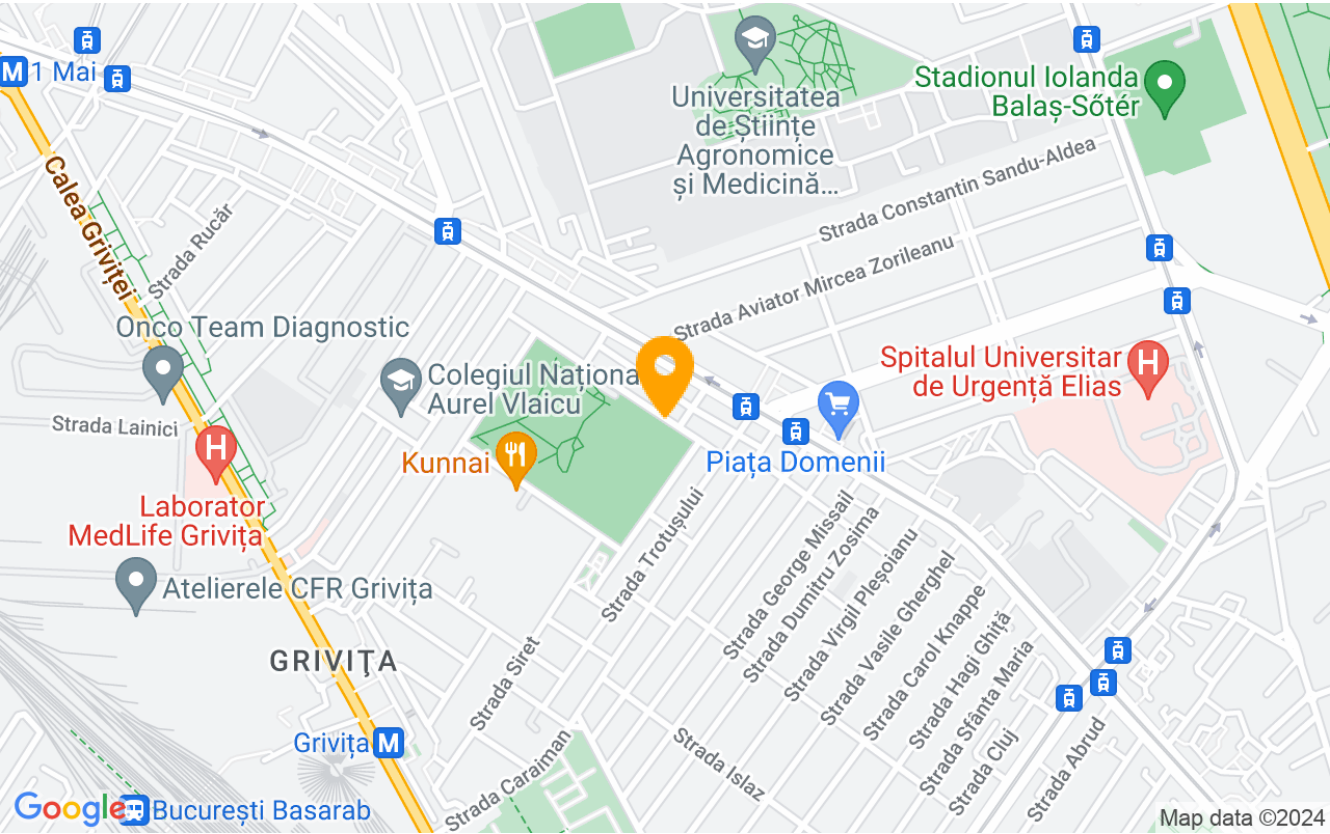 M 1 Mai
Stadionul Iolanda
Balaș-Sőtér
Universitatea
de Științe
Agronomice
și Medicină...
Calea Griviței
Strada Rucăr
Strada Constantin Sandu-Aldea
Strada Aviator Mircea Zorileanu
Onco Team Diagnostic
Colegiul Naționa
Aurel Vlaicu
Spitalul Universitar
de Urgență Elias
H
Strada Lainici
H
Kunnai
Piața Domenii
Laborator
MedLife Grivița
Atelierele CFR Grivița
Strada Trotușului
Strada George Missail
Strada Dumitru Zosima
Strada Virgil Pleșoianu
Strada Vasile Gherghel
Strada Carol Knappe
Strada Hagi Ghiță
Strada Sfânta Maria
Strada Cluj
Strada Abrud
GRIVIȚA
Strada Siret
Grivița M
Strada Caraiman
Strada Islaz
Google
București Basarab
Map data ©2024